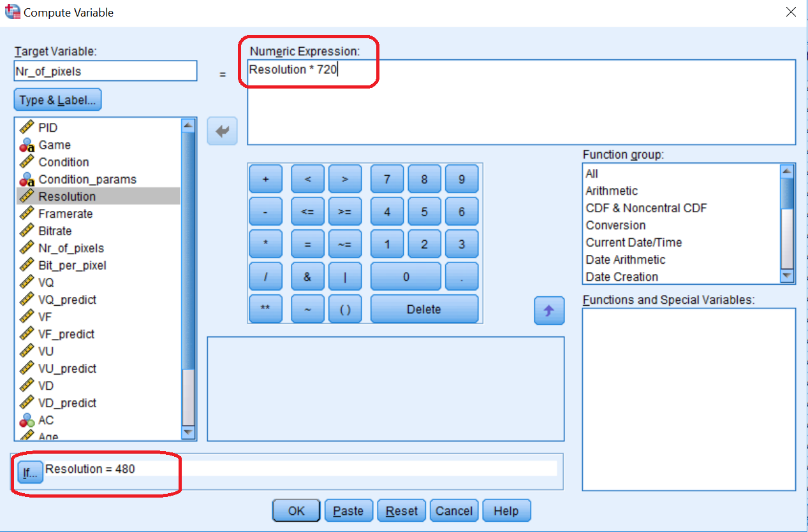 Compute Variable
Target Variable:
Nr_of_pixels
=
Numeric Expression:
Resolution * 720
Type & Label...
PID
Game
Condition
Condition_params
Resolution
Framerate
Bitrate
Nr_of_pixels
Bit_per_pixel
VQ
VQ_predict
VF
VF_predict
VU
VU_predict
VD
VD_predict
AC
Age
+ < > 7 8 9
- <= >= 4 5 6
* = ~= 1 2 3
/ & | 0 .
** ~ ( ) Delete
Function group:
All
Arithmetic
CDF & Noncentral CDF
Conversion
Current Date/Time
Date Arithmetic
Date Creation
Functions and Special Variables:
If... Resolution = 480
OK Paste Reset Cancel Help